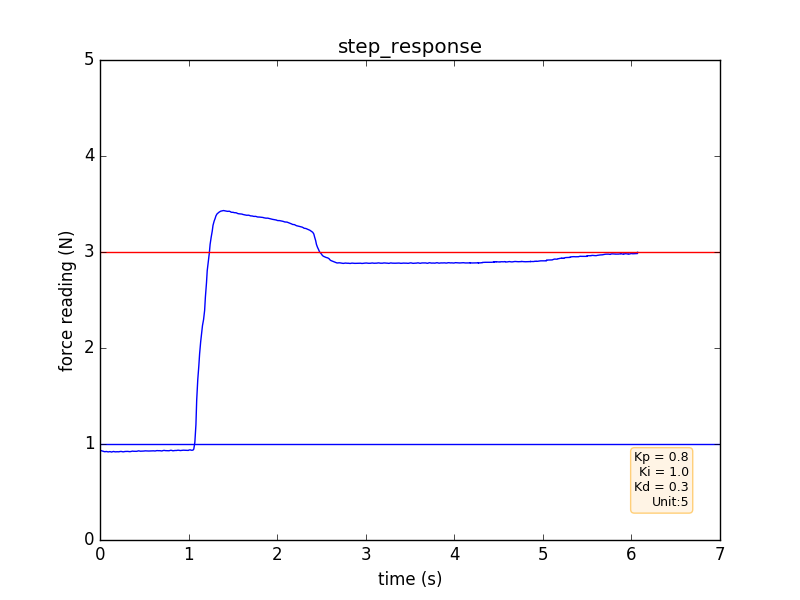 step_response
force reading (N)
5
4
3
2
1
0
Kp = 0.8
Ki = 1.0
Kd = 0.3
Unit:5
0 1 2 3 4 5 6 7
time (s)